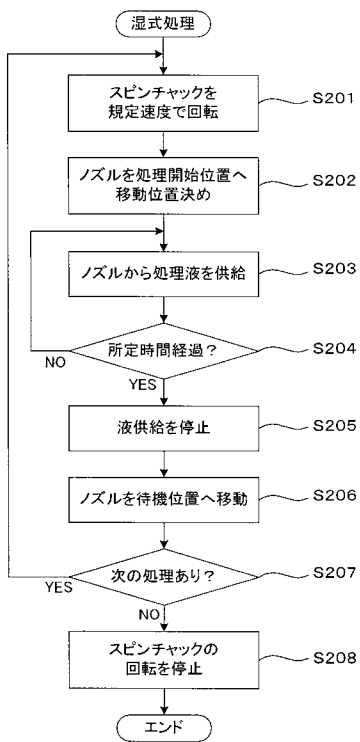 湿式処理
スピンチャックを
規定速度で回転
S201
ノズルを処理開始位置へ
移動位置決め
S202
ノズルから処理液を供給
S203
所定時間経過？
S204
NO
YES
液供給を停止
S205
ノズルを待機位置へ移動
S206
次の処理あり？
S207
YES
NO
スピンチャックの
回転を停止
S208
エンド